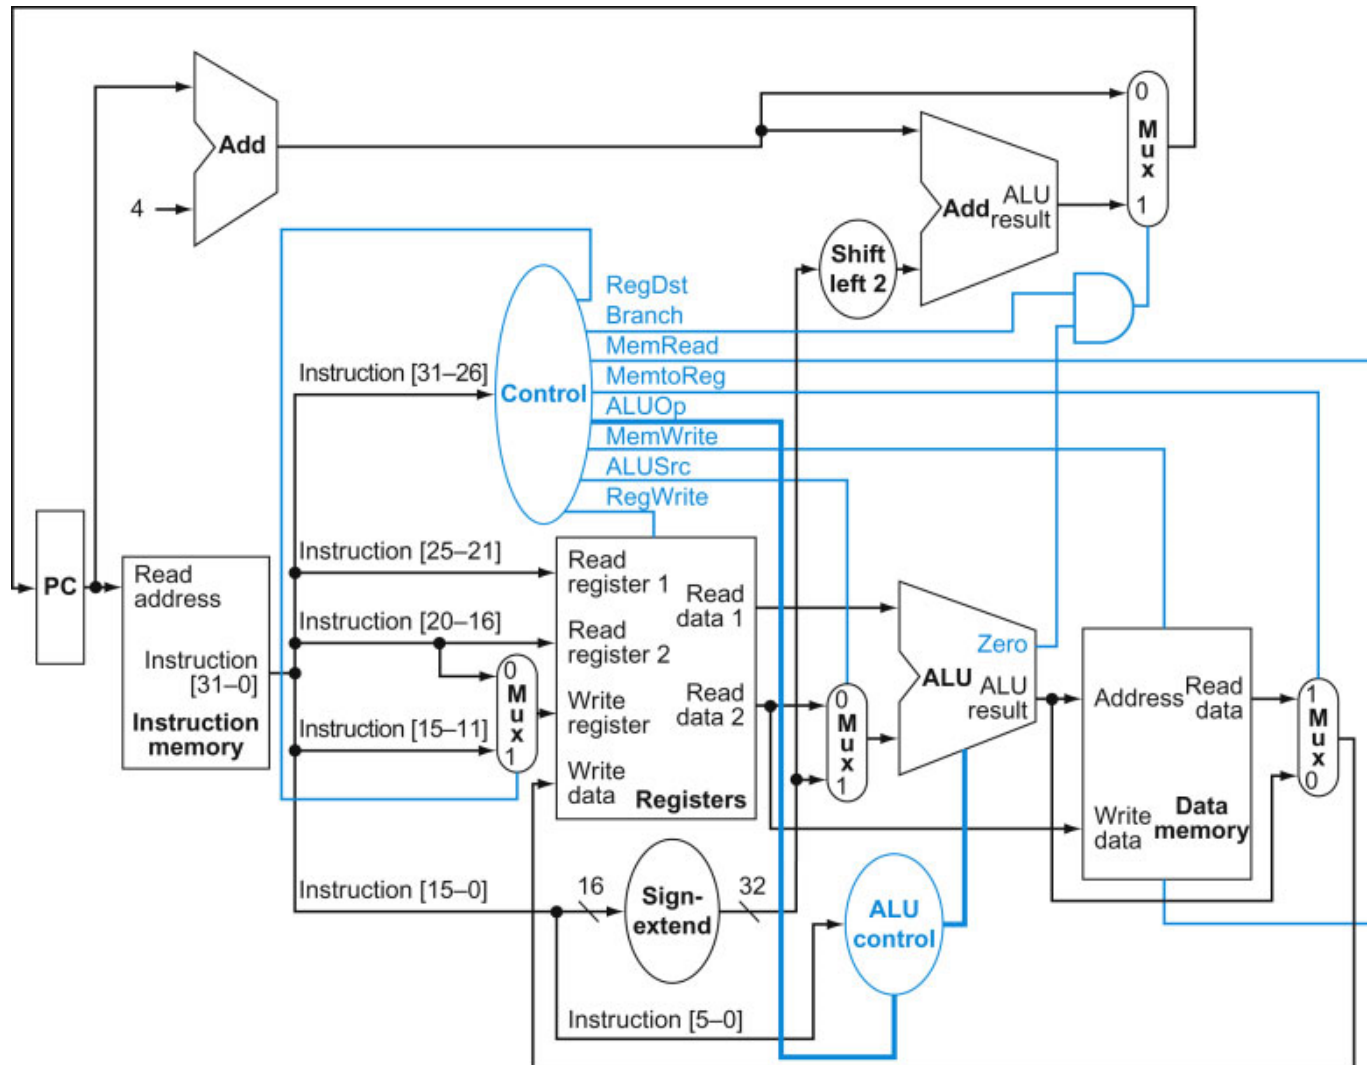 0
M
u
x
1
Add
4
Add
ALU
result
Shift
left 2
RegDst
Branch
MemRead
MemtoReg
ALUOp
MemWrite
ALUSrc
RegWrite
Instruction [31–26]
Control
PC
Read
address
Instruction
[31–0]
Instruction
memory
Instruction [25–21]
Instruction [20–16]
Instruction [15–11]
0
M
u
x
1
Read
register 1
Read
register 2
Write
register
Write
data
Read
data 1
Read
data 2
Registers
0
M
u
x
1
Zero
ALU
ALU
result
Address
Read
data
Write
data
Data
memory
1
M
u
x
0
Instruction [15–0]
16
Sign-
extend
32
ALU
control
Instruction [5–0]